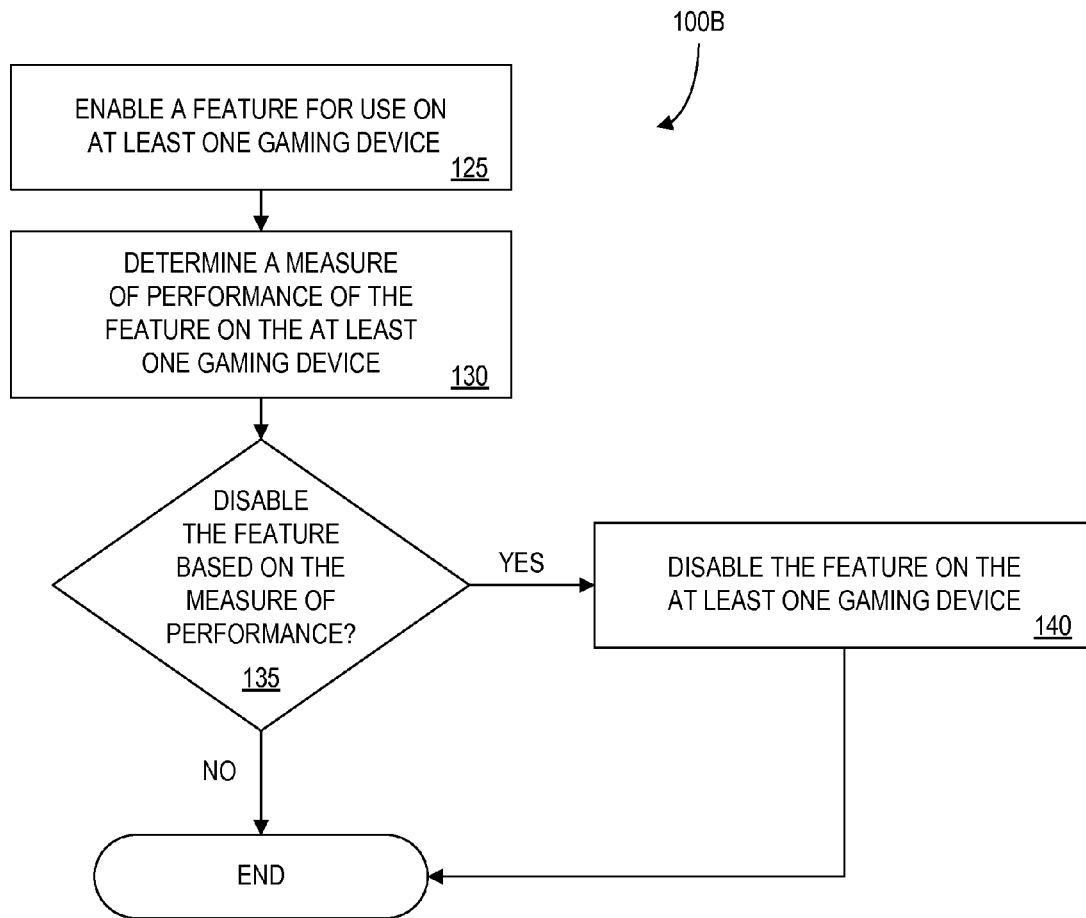 100B
ENABLE A FEATURE FOR USE ON
AT LEAST ONE GAMING DEVICE
125
DETERMINE A MEASURE
OF PERFORMANCE OF THE
FEATURE ON THE AT LEAST
ONE GAMING DEVICE
130
DISABLE
THE FEATURE
BASED ON THE
MEASURE OF
PERFORMANCE?
135
YES
DISABLE THE FEATURE ON THE
AT LEAST ONE GAMING DEVICE
140
NO
END